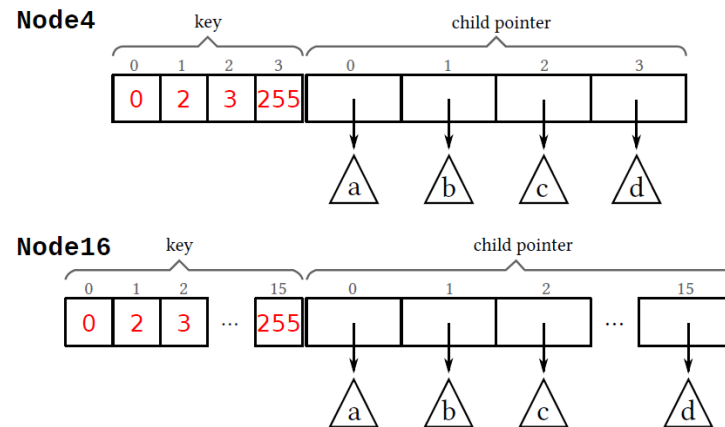 Node4
key child pointer
0 1 2 3 0 1 2 3
0 2 3 255
a b c d
Node16
key child pointer
0 1 2 15 0 1 2 15
0 2 3 ... 255 ...
a b c d